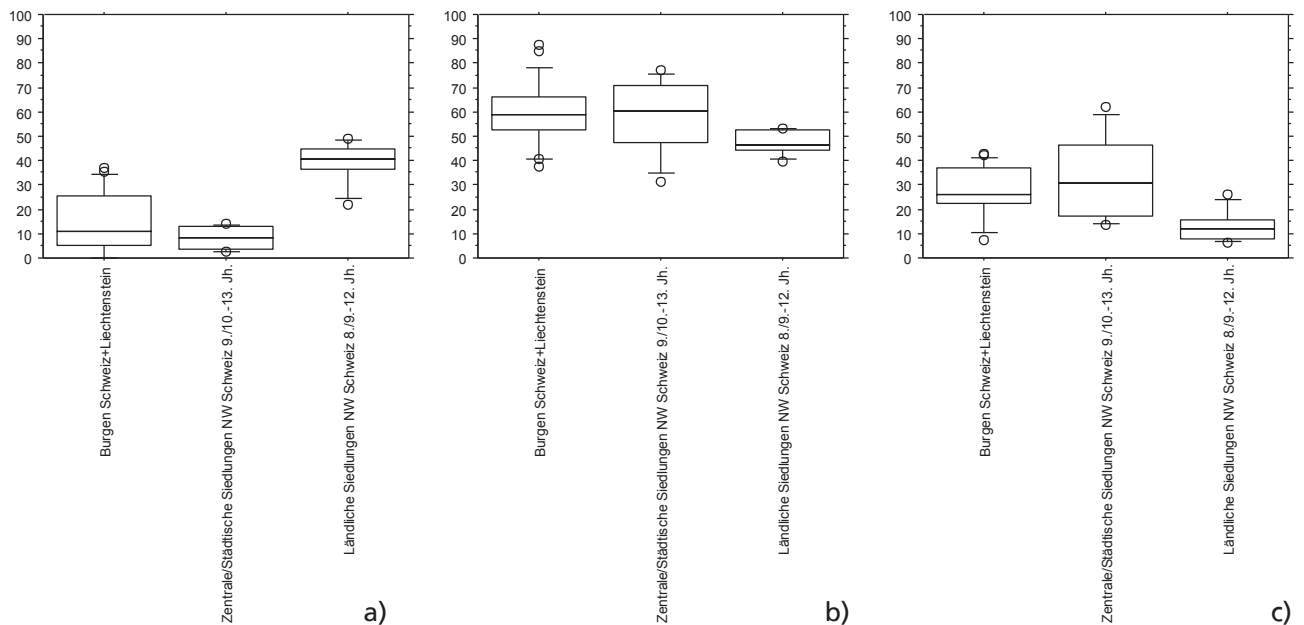 100
90
80
70
60
50
40
30
20
10
0
Burgen Schweiz+Liechtenstein
Zentrale/Städtische Siedlungen NW Schweiz 9./10.-13. Jh.
Ländliche Siedlungen NW Schweiz 8./9.-12. Jh.
a)
100
90
80
70
60
50
40
30
20
10
0
Burgen Schweiz+Liechtenstein
Zentrale/Städtische Siedlungen NW Schweiz 9./10.-13. Jh.
Ländliche Siedlungen NW Schweiz 8./9.-12. Jh.
b)
100
90
80
70
60
50
40
30
20
10
0
Burgen Schweiz+Liechtenstein
Zentrale/Städtische Siedlungen NW Schweiz 9./10.-13. Jh.
Ländliche Siedlungen NW Schweiz 8./9.-12. Jh.
c)